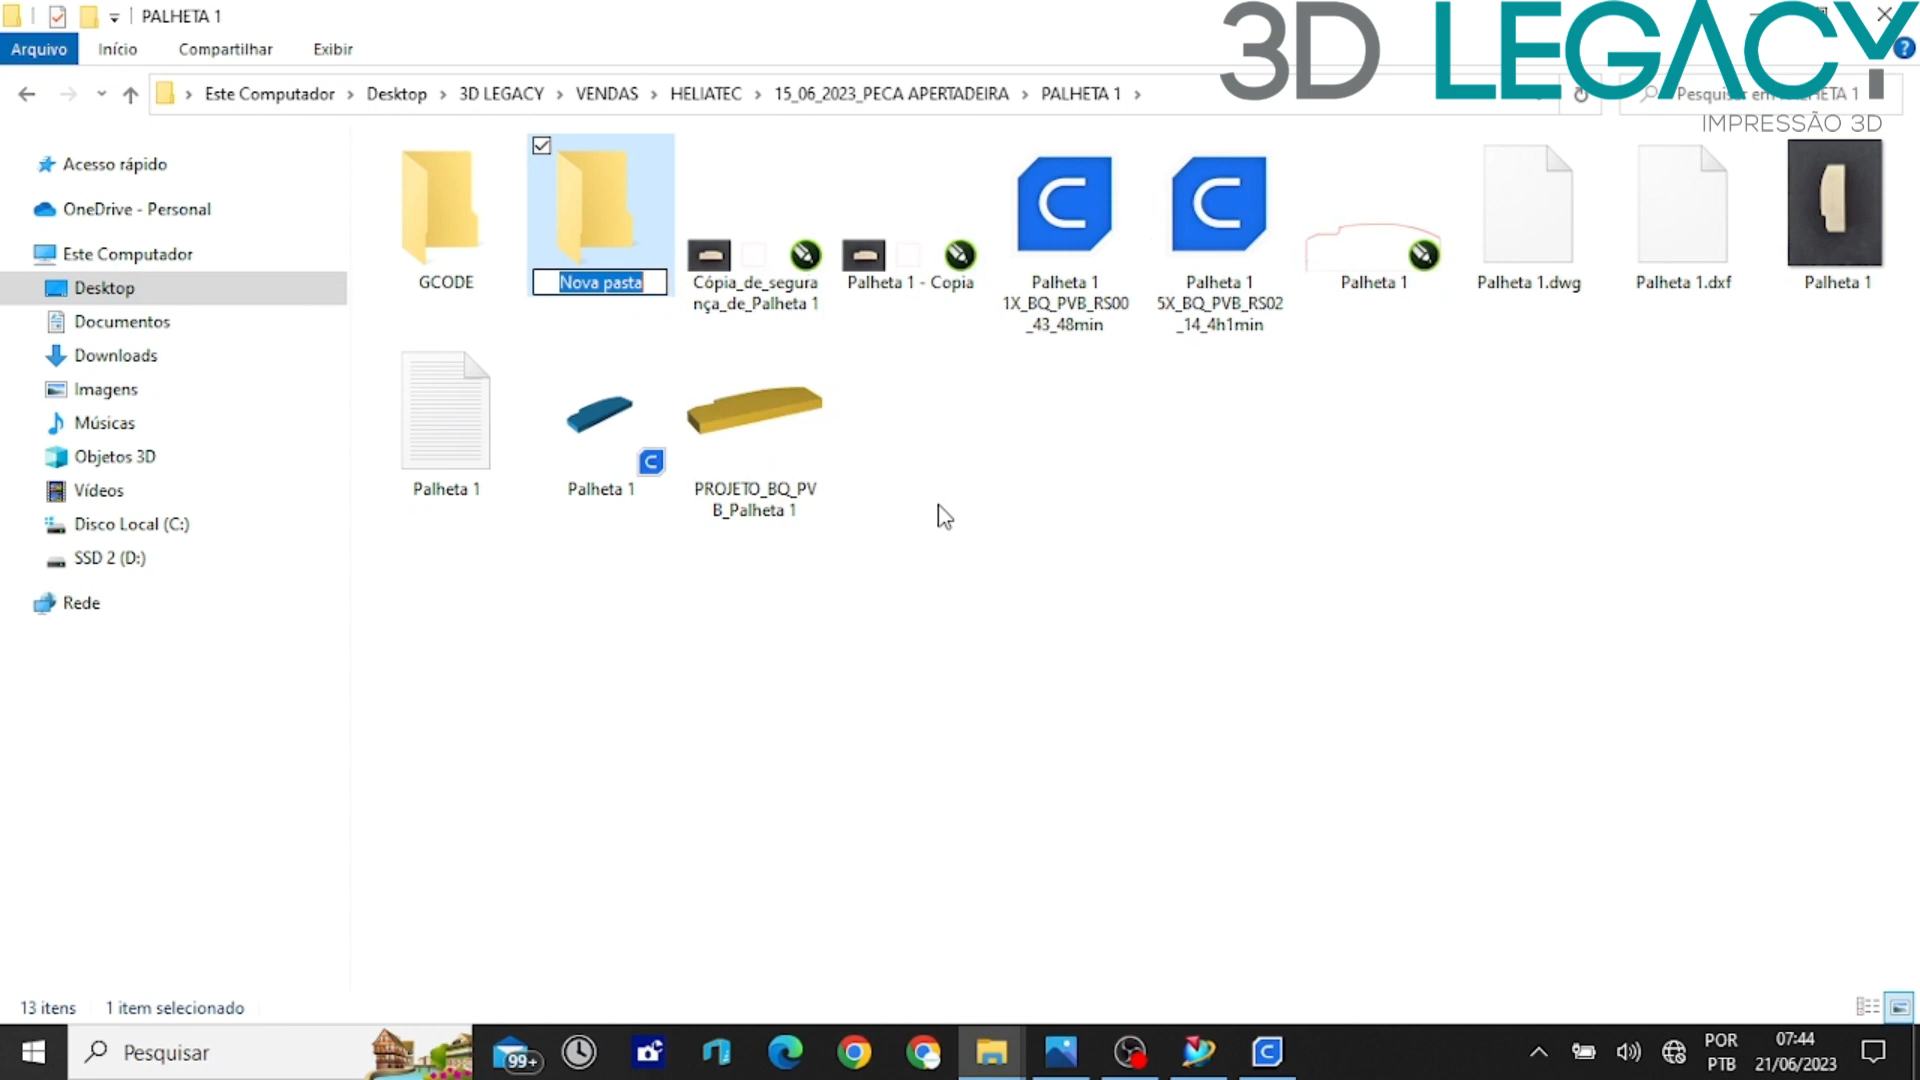 PALHETA 1
3D LEGACY
IMPRESSÃO 3D
Arquivo Início Compartilhar Exibir
Este Computador > Desktop > 3D LEGACY > VENDAS > HELIATEC > 15_06_2023_PECA APERTADEIRA > PALHETA 1 >
Acesso rápido
OneDrive - Personal
Este Computador
Desktop
Documentos
Downloads
Imagens
Músicas
Objetos 3D
Vídeos
Disco Local (C:)
SSD 2 (D:)
Rede
GCODE
Nova pasta
Cópia_de_segura
nça_de_Palheta 1
Palheta 1 - Copia
Palheta 1
1X_BQ_PVB_RS00
_43_48min
Palheta 1
5X_BQ_PVB_RS02
_14_4h1min
Palheta 1
Palheta 1.dwg
Palheta 1.dxf
Palheta 1
Palheta 1
Palheta 1
PROJETO_BQ_PV
B_Palheta 1
13 itens 1 item selecionado
Pesquisar
99+
POR
PTB
07:44
21/06/2023